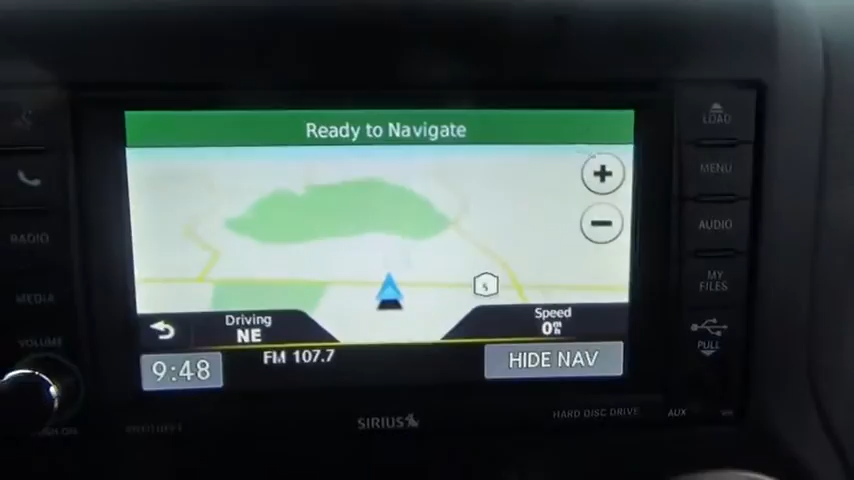 Ready to Navigate
LOAD
+
MENU
RADIO
AUDIO
−
MY
FILES
MEDIA
S
Driving
NE
Speed
0 m/h
PULL
VOLUME
9:48
FM 107.7
HIDE NAV
SIRIUS
HARD DISC DRIVE
AUX